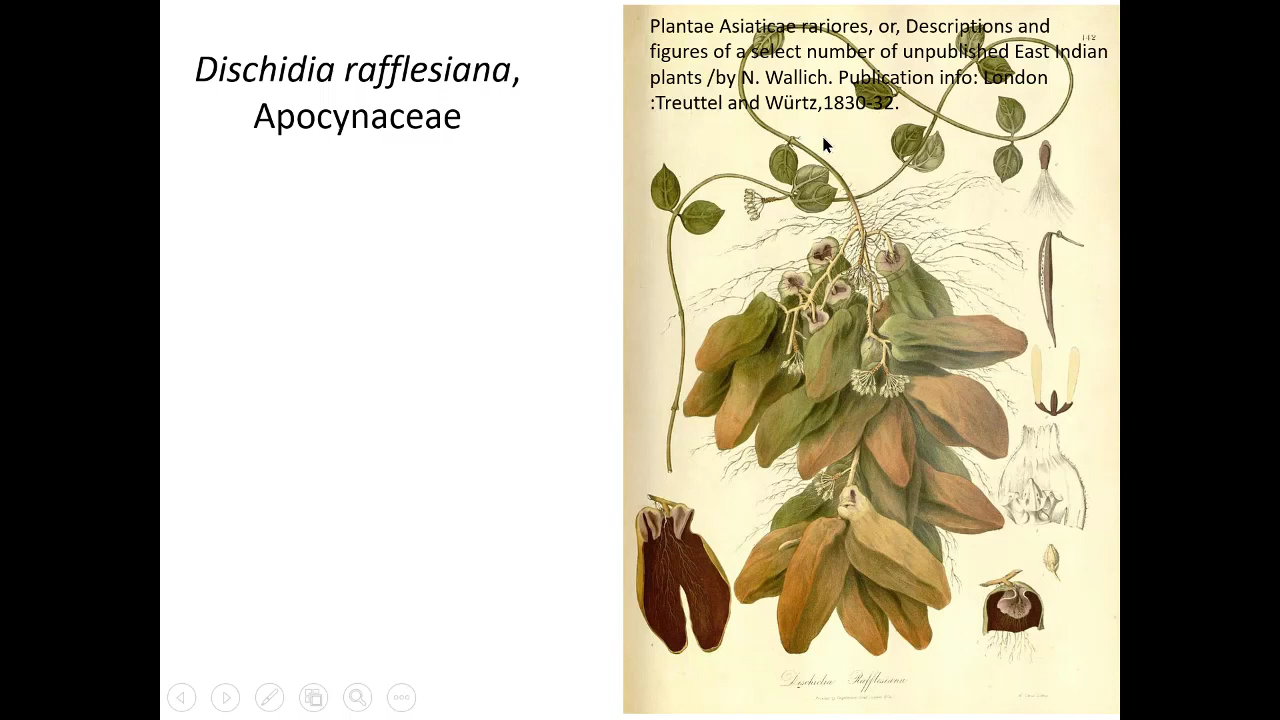 Dischidia rafflesiana,
Apocynaceae
Plantae Asiaticae rariores, or, Descriptions and
figures of a select number of unpublished East Indian
plants /by N. Wallich. Publication info: London
:Treuttel and Würtz,1830-32.
142
Dischidia Rafflesiana